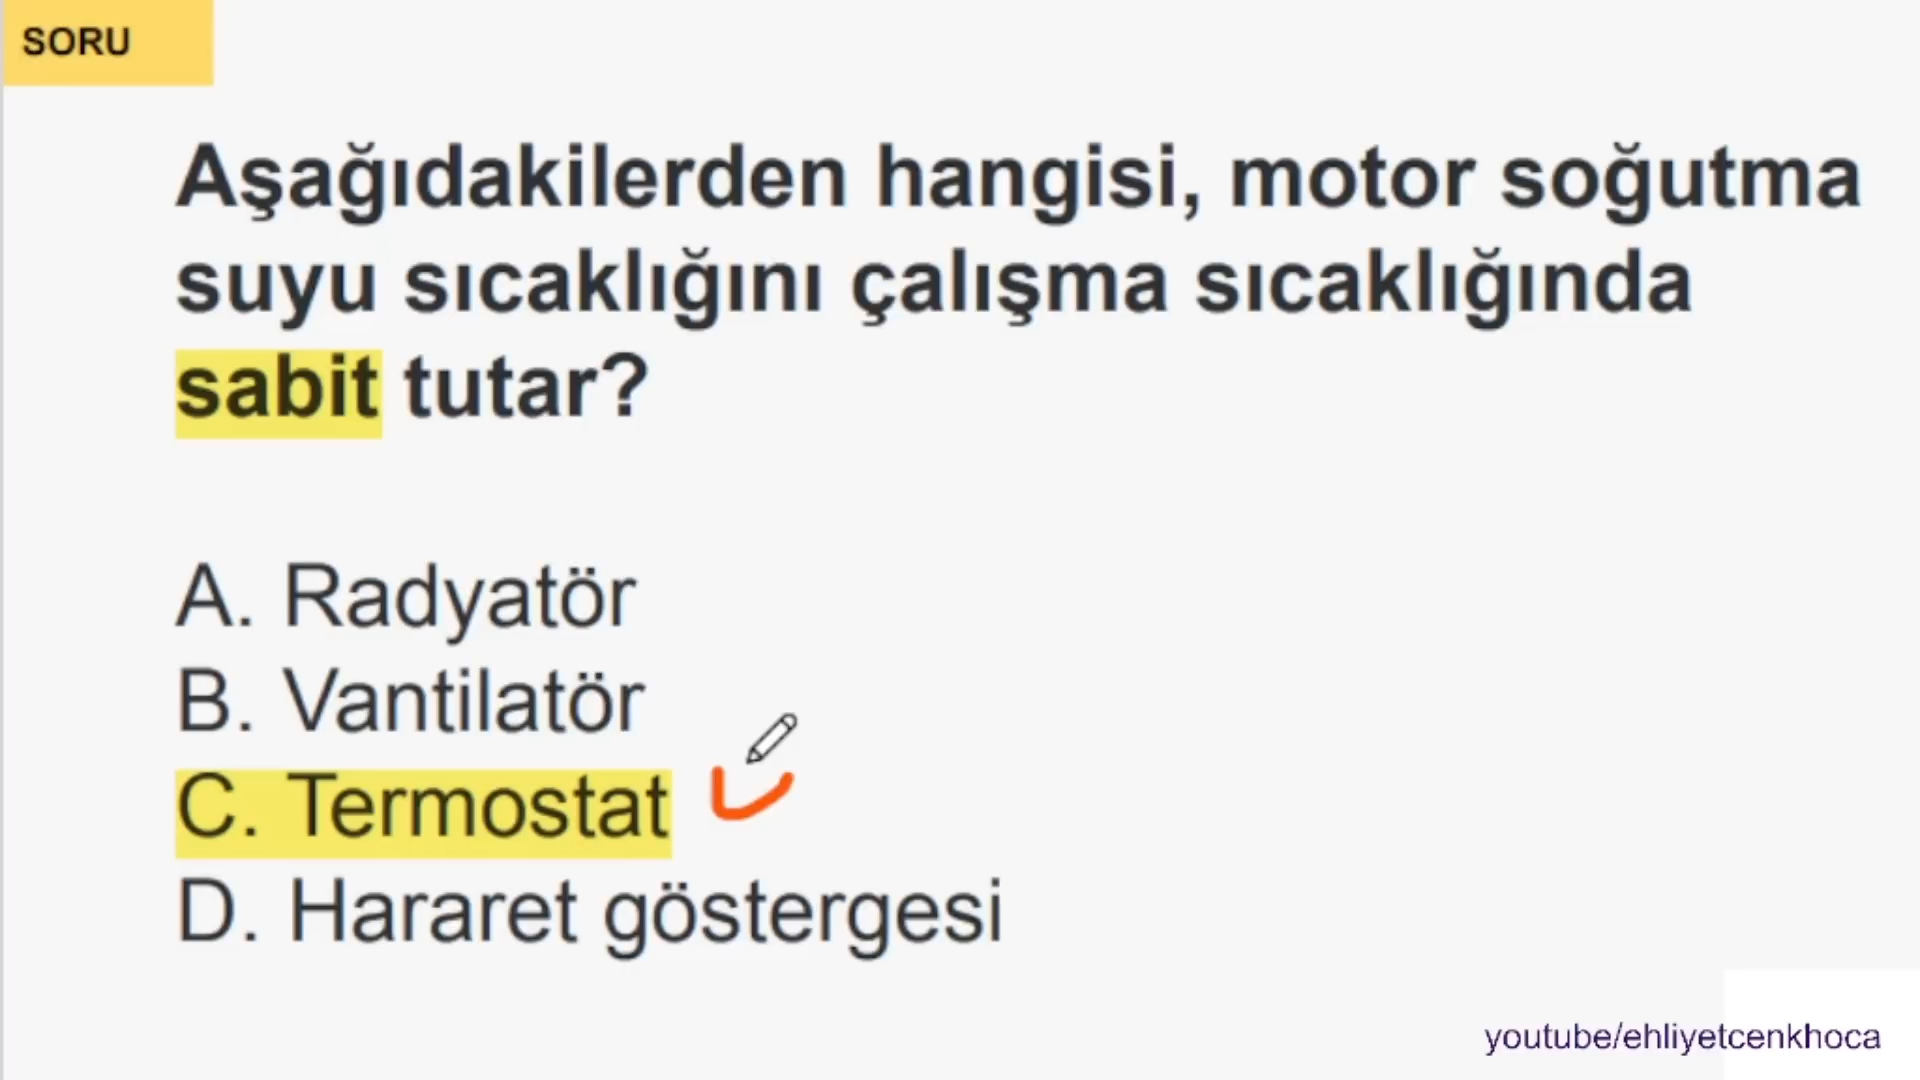 SORU
Aşağıdakilerden hangisi, motor soğutma
suyu sıcaklığını çalışma sıcaklığında
sabit tutar?
A. Radyatör
B. Vantilatör
C. Termostat
D. Hararet göstergesi
youtube/ehliyetcenkhoca